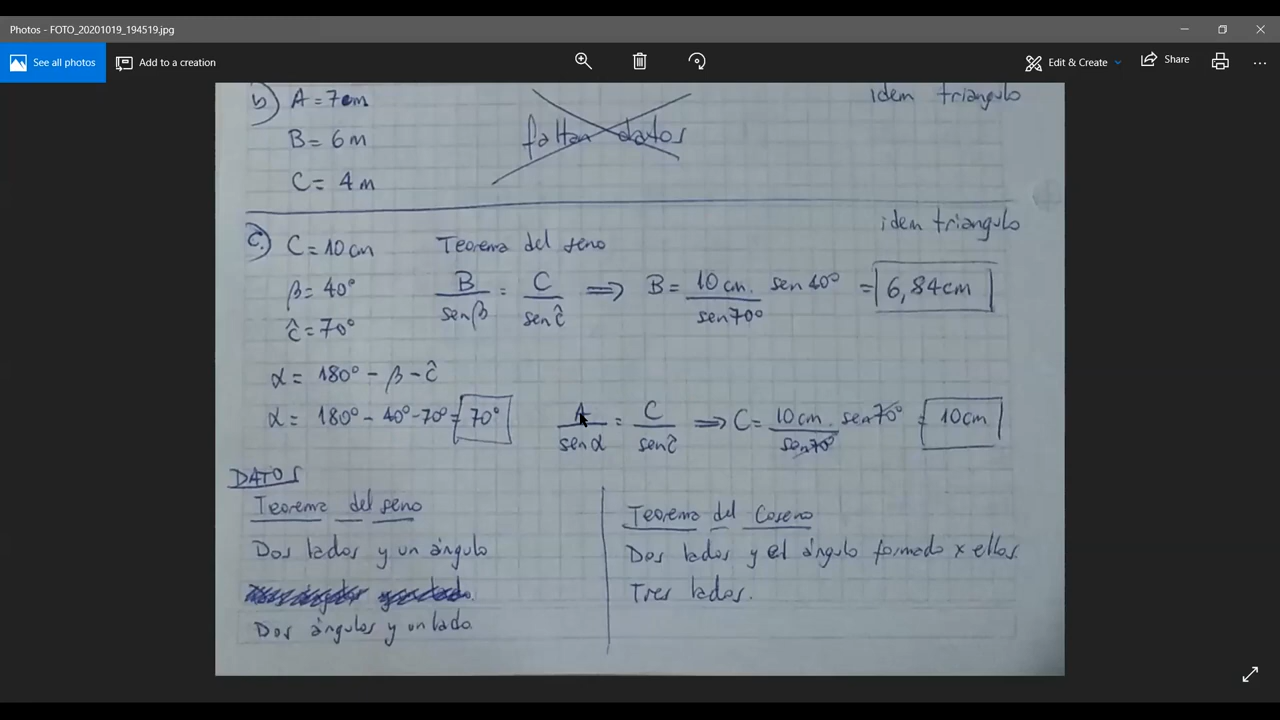 Photos - FOTO_20201019_194519.jpg
See all photos
Add to a creation
Edit & Create
Share
b) A = 7cm
B = 6 m
C = 4 m
faltan datos
idem triangulo
c) C = 10 cm
β = 40°
ĉ = 70°
Teorema del seno
idem triangulo
B/sen β = C/sen ĉ ⟹ B = 10 cm. sen 40° / sen 70° = 6,84cm
α = 180° - β - ĉ
α = 180° - 40° - 70° = 70°
A/sen α = C/sen ĉ ⟹ C = 10 cm. sen 70° / sen 70° = 10cm
DATOS
Teorema del seno
Dos lados y un ángulo
Dos ángulos y un lado
Teorema del Coseno
Dos lados y el ángulo formado x ellos.
Tres lados.